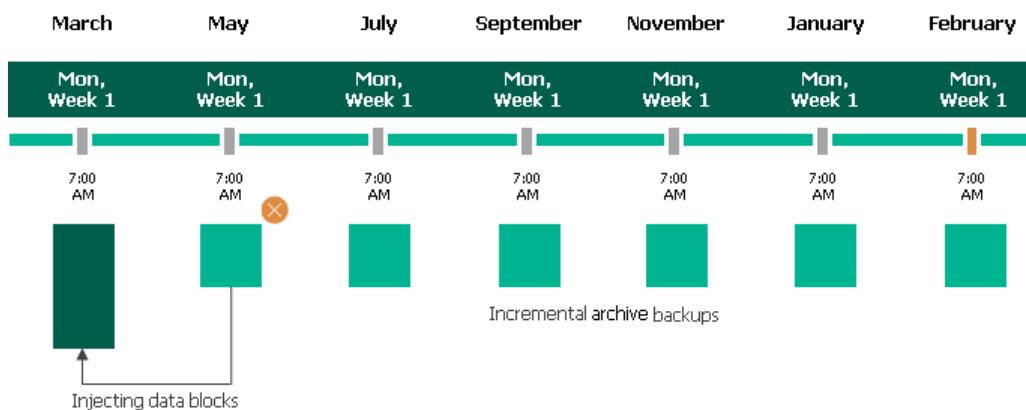 March May July September November January February
Mon, Mon, Mon, Mon, Mon, Mon, Mon,
Week 1 Week 1 Week 1 Week 1 Week 1 Week 1 Week 1
7:00 7:00 7:00 7:00 7:00 7:00 7:00
AM AM AM AM AM AM AM
Incremental archive backups
Injecting data blocks